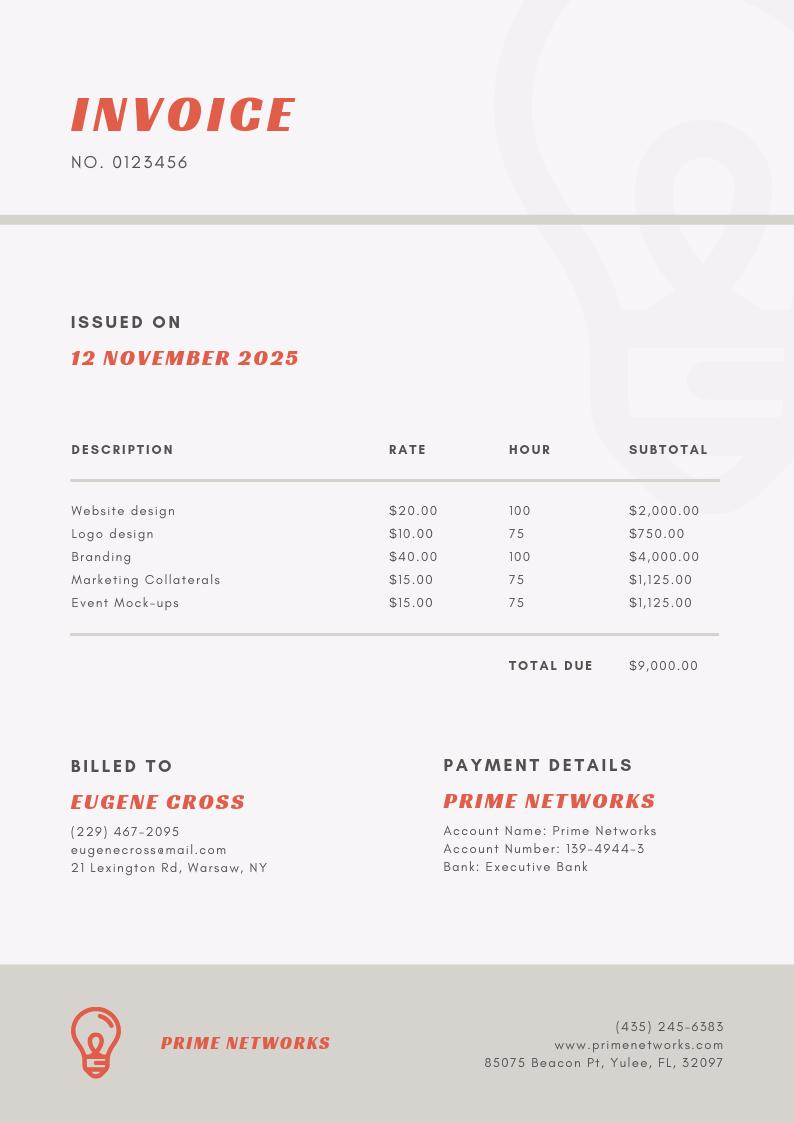 INVOICE
NO. 0123456
ISSUED ON
12 NOVEMBER 2025
DESCRIPTION RATE HOUR SUBTOTAL
Website design $20.00 100 $2,000.00
Logo design $10.00 75 $750.00
Branding $40.00 100 $4,000.00
Marketing Collaterals $15.00 75 $1,125.00
Event Mock-ups $15.00 75 $1,125.00
TOTAL DUE $9,000.00
BILLED TO
EUGENE CROSS
(229) 467-2095
eugenecross@mail.com
21 Lexington Rd, Warsaw, NY
PAYMENT DETAILS
PRIME NETWORKS
Account Name: Prime Networks
Account Number: 139-4944-3
Bank: Executive Bank
PRIME NETWORKS
(435) 245-6383
www.primenetworks.com
85075 Beacon Pt, Yulee, FL, 32097